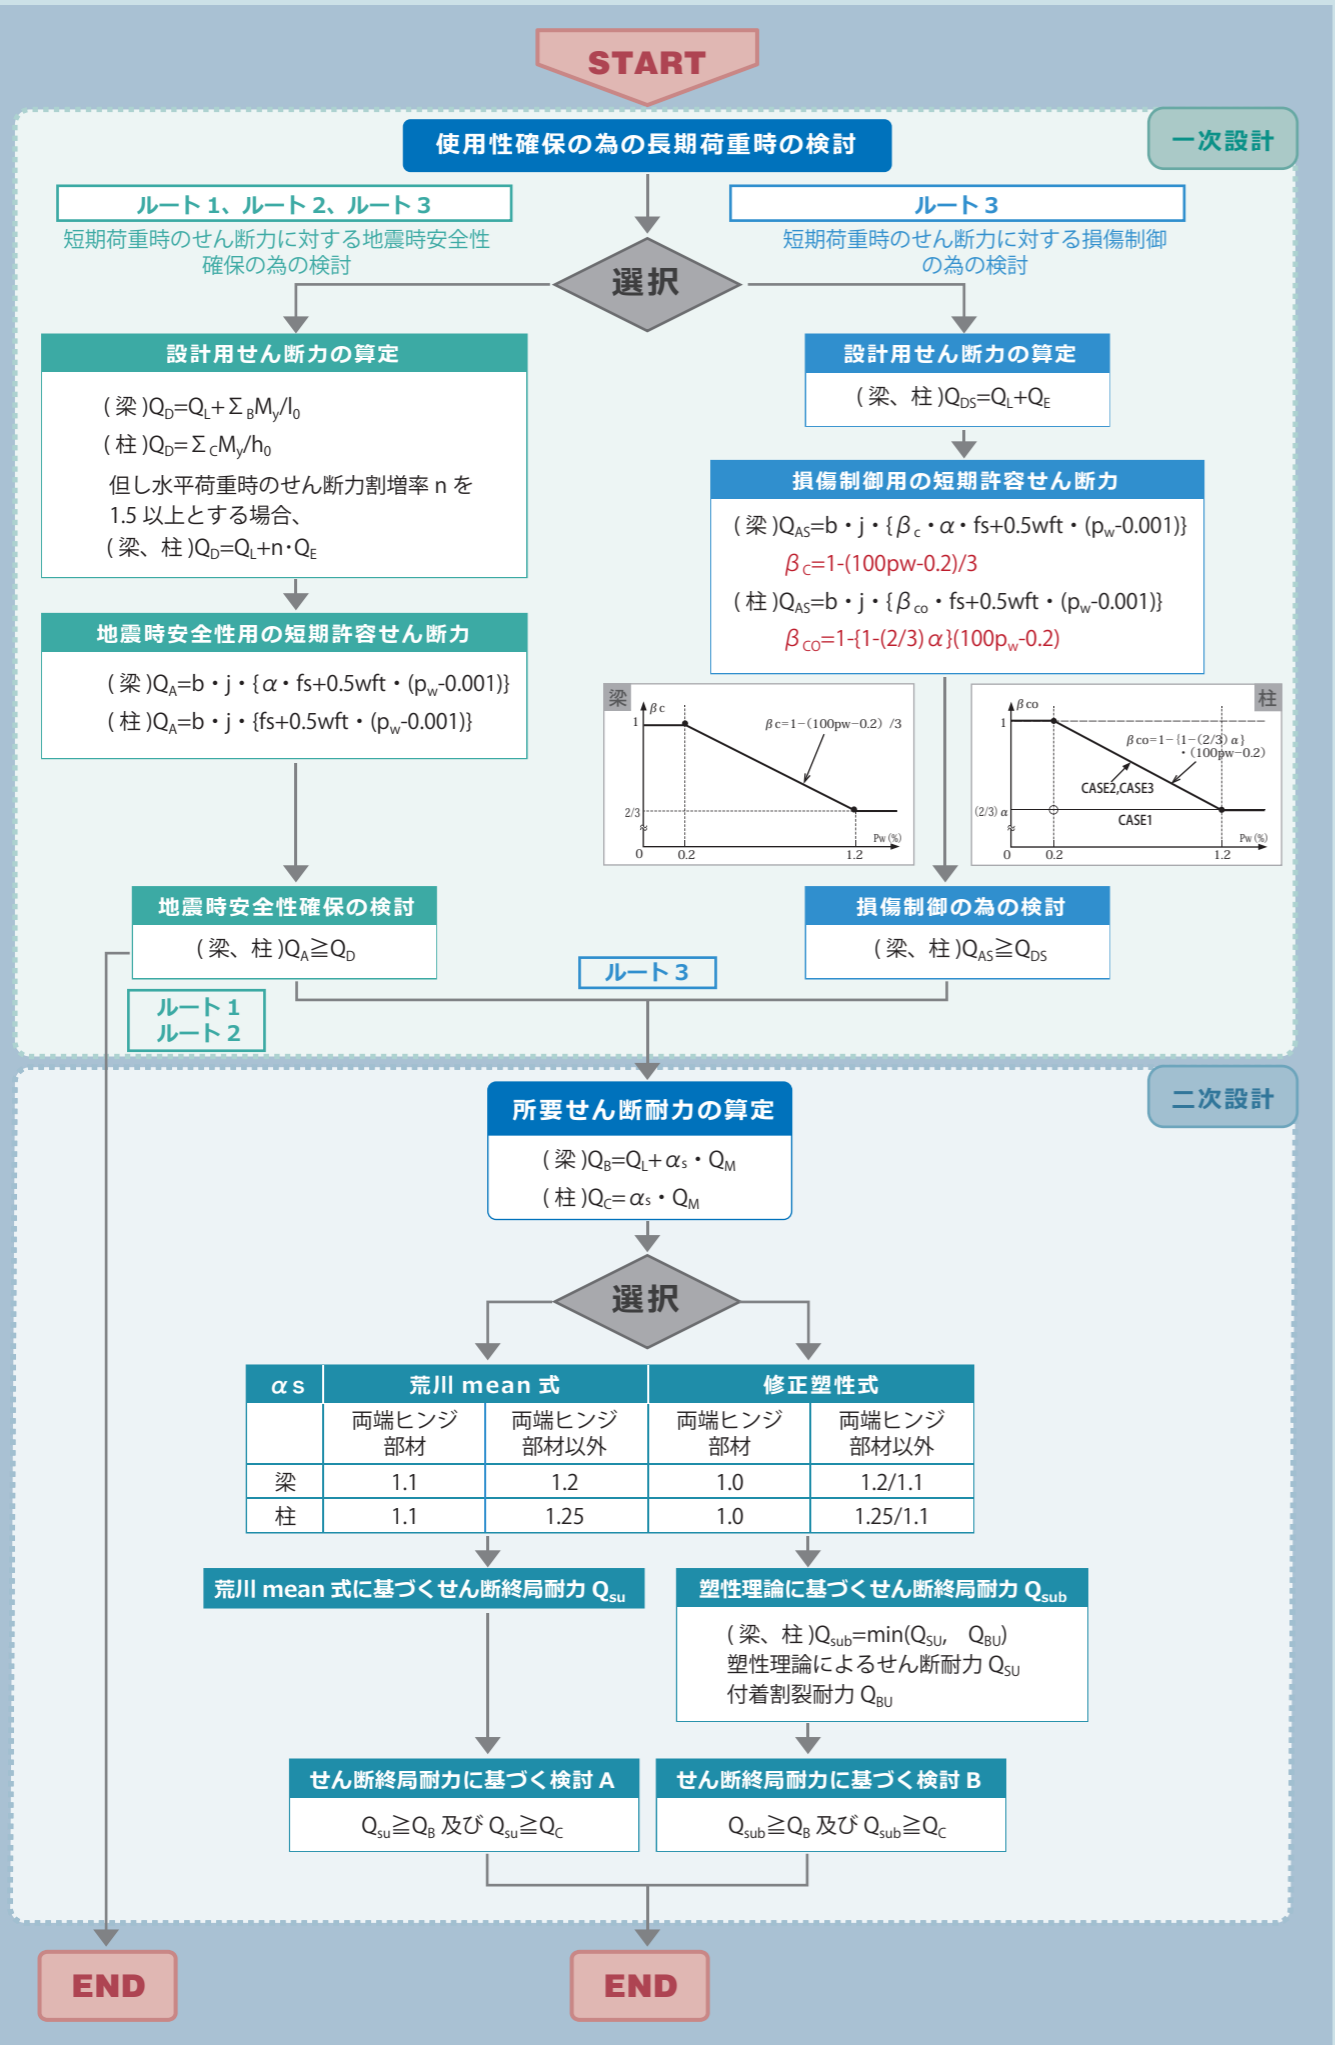 START
一次設計
使用性確保の為の長期荷重時の検討
ルート1、ルート2、ルート3
短期荷重時のせん断力に対する地震時安全性
確保の為の検討
ルート3
短期荷重時のせん断力に対する損傷制御
の為の検討
選択
設計用せん断力の算定
(梁)QD=QL+ΣBMy/l0
(柱)QD=ΣCMy/h0
但し水平荷重時のせん断力割増率 n を
1.5 以上とする場合、
(梁、柱)QD=QL+n･QE
地震時安全性用の短期許容せん断力
(梁)QA=b・j・{α・fs+0.5wft・(pw-0.001)}
(柱)QA=b・j・{fs+0.5wft・(pw-0.001)}
地震時安全性確保の検討
(梁、柱)QA≧QD
ルート1
ルート2
設計用せん断力の算定
(梁、柱)QDS=QL+QE
損傷制御用の短期許容せん断力
(梁)QAS=b・j・{βc・α・fs+0.5wft・(pw-0.001)}
βC=1-(100pw-0.2)/3
(柱)QAS=b・j・{βco・fs+0.5wft・(pw-0.001)}
βCO=1-{1-(2/3)α}(100pw-0.2)
梁
βc
1
βc=1−(100pw−0.2) /3
2/3
Pw(%)
0 0.2 1.2
柱
βco
1
βco=1−{1−(2/3)α}
・(100pw−0.2)
CASE2,CASE3
(2/3)α
CASE1
Pw(%)
0 0.2 1.2
損傷制御の為の検討
(梁、柱)QAS≧QDS
ルート3
二次設計
所要せん断耐力の算定
(梁)QB=QL+αs・QM
(柱)QC=αs・QM
選択
αs 荒川 mean 式 修正塑性式
両端ヒンジ 両端ヒンジ 両端ヒンジ 両端ヒンジ
部材 部材以外 部材 部材以外
梁 1.1 1.2 1.0 1.2/1.1
柱 1.1 1.25 1.0 1.25/1.1
荒川 mean 式に基づくせん断終局耐力 Qsu
塑性理論に基づくせん断終局耐力 Qsub
(梁、柱)Qsub=min(QSU, QBU)
塑性理論によるせん断耐力 QSU
付着割裂耐力 QBU
せん断終局耐力に基づく検討 A
Qsu≧QB 及び Qsu≧QC
せん断終局耐力に基づく検討 B
Qsub≧QB 及び Qsub≧QC
END
END